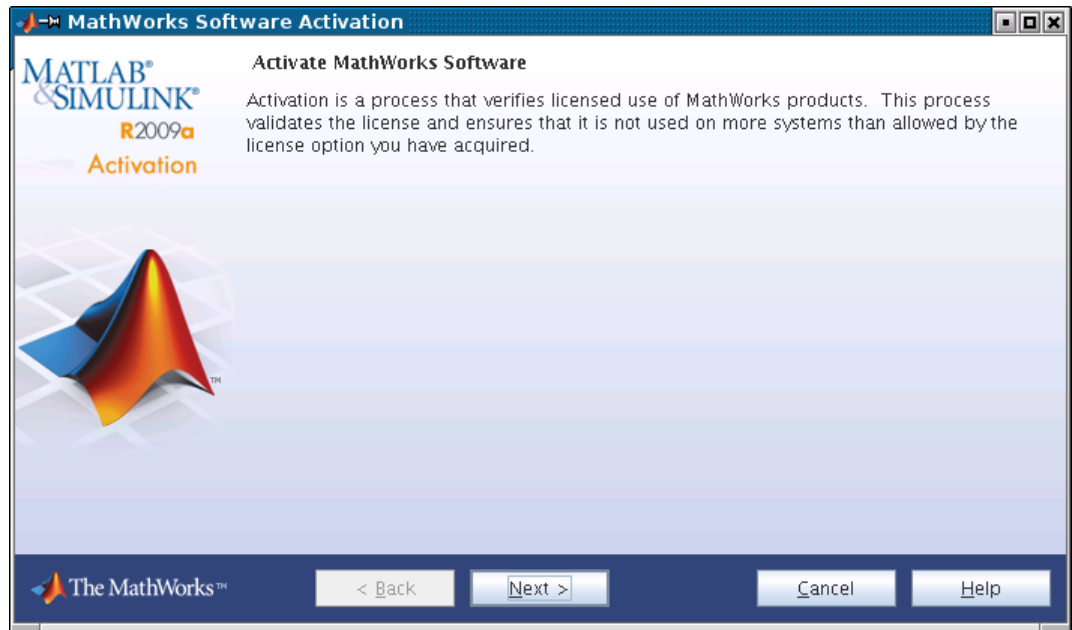 MathWorks Software Activation
MATLAB®
&SIMULINK®
R2009a
Activation
Activate MathWorks Software
Activation is a process that verifies licensed use of MathWorks products. This process
validates the license and ensures that it is not used on more systems than allowed by the
license option you have acquired.
TM
The MathWorks™
< Back
Next >
Cancel
Help